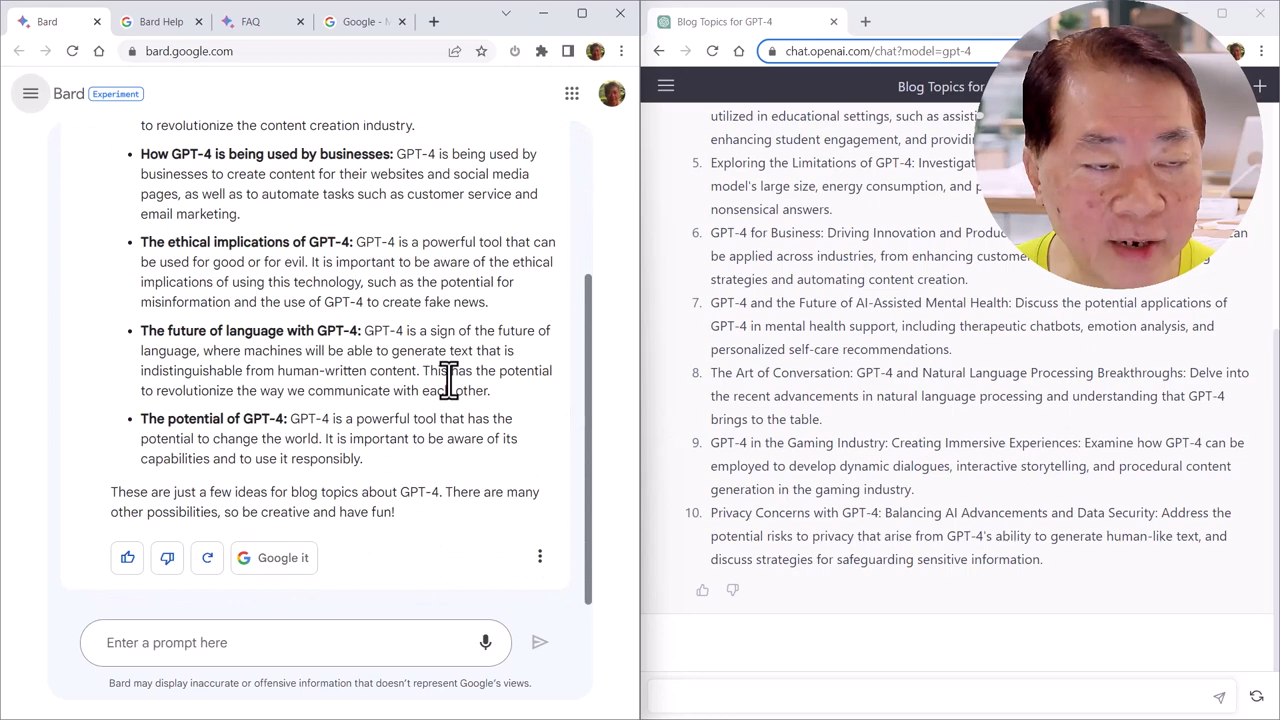 Bard
Bard Help
FAQ
Google -
bard.google.com
Bard
Experiment
to revolutionize the content creation industry.
• How GPT-4 is being used by businesses: GPT-4 is being used by
businesses to create content for their websites and social media
pages, as well as to automate tasks such as customer service and
email marketing.
• The ethical implications of GPT-4: GPT-4 is a powerful tool that can
be used for good or for evil. It is important to be aware of the ethical
implications of using this technology, such as the potential for
misinformation and the use of GPT-4 to create fake news.
• The future of language with GPT-4: GPT-4 is a sign of the future of
language, where machines will be able to generate text that is
indistinguishable from human-written content. This has the potential
to revolutionize the way we communicate with each other.
• The potential of GPT-4: GPT-4 is a powerful tool that has the
potential to change the world. It is important to be aware of its
capabilities and to use it responsibly.
These are just a few ideas for blog topics about GPT-4. There are many
other possibilities, so be creative and have fun!
Google it
Enter a prompt here
Bard may display inaccurate or offensive information that doesn't represent Google's views.
Blog Topics for GPT-4
chat.openai.com/chat?model=gpt-4
Blog Topics for
utilized in educational settings, such as
enhancing student engagement, and
5. Exploring the Limitations of GPT-4:
model's large size, energy consumption, and
nonsensical answers.
6. GPT-4 for Business: Driving Innovation and can
be applied across industries, from enhancing
strategies and automating content creation.
7. GPT-4 and the Future of AI-Assisted Mental Health: Discuss the potential applications of
GPT-4 in mental health support, including therapeutic chatbots, emotion analysis, and
personalized self-care recommendations.
8. The Art of Conversation: GPT-4 and Natural Language Processing Breakthroughs: Delve into
the recent advancements in natural language processing and understanding that GPT-4
brings to the table.
9. GPT-4 in the Gaming Industry: Creating Immersive Experiences: Examine how GPT-4 can be
employed to develop dynamic dialogues, interactive storytelling, and procedural content
generation in the gaming industry.
10. Privacy Concerns with GPT-4: Balancing AI Advancements and Data Security: Address the
potential risks to privacy that arise from GPT-4's ability to generate human-like text, and
discuss strategies for safeguarding sensitive information.